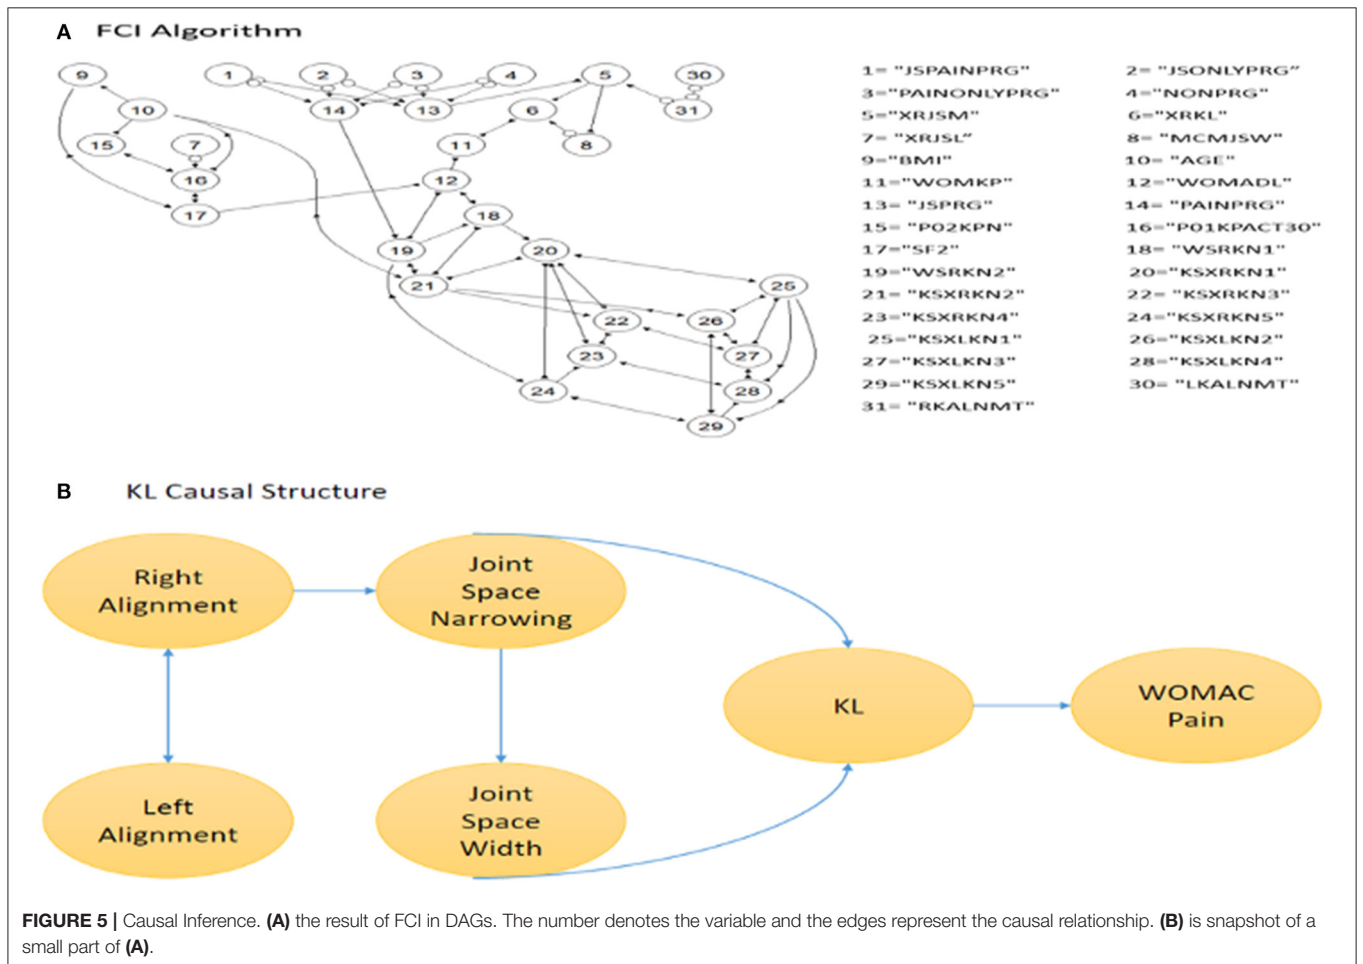 A FCI Algorithm
9 1 2 3 4 5 30
10 14 13 6 31
15 7 11 8
16 12
17 18
19 20
21 25
22 26
23 27
24 28
29
1= "JSPAINPRG" 2= "JSONLYPRG"
3="PAINONLYPRG" 4="NONPRG"
5="XRJSM" 6="XRKL"
7= "XRJSL" 8= "MCMJSW"
9="BMI" 10= "AGE"
11="WOMKP" 12="WOMADL"
13= "JSPRG" 14= "PAINPRG"
15= "P02KPN" 16="P01KPACT30"
17="SF2" 18= "WSRKN1"
19="WSRKN2" 20="KSXRKN1"
21= "KSXRKN2" 22= "KSXRKN3"
23="KSXRKN4" 24="KSXRKN5"
25="KSXLKN1" 26="KSXLKN2"
27="KSXLKN3" 28="KSXLKN4"
29="KSXLKN5" 30= "LKALNMT"
31= "RKALNMT"
B KL Causal Structure
Right
Alignment
Joint
Space
Narrowing
KL
WOMAC
Pain
Left
Alignment
Joint
Space
Width
FIGURE 5 | Causal Inference. (A) the result of FCI in DAGs. The number denotes the variable and the edges represent the causal relationship. (B) is snapshot of a
small part of (A).